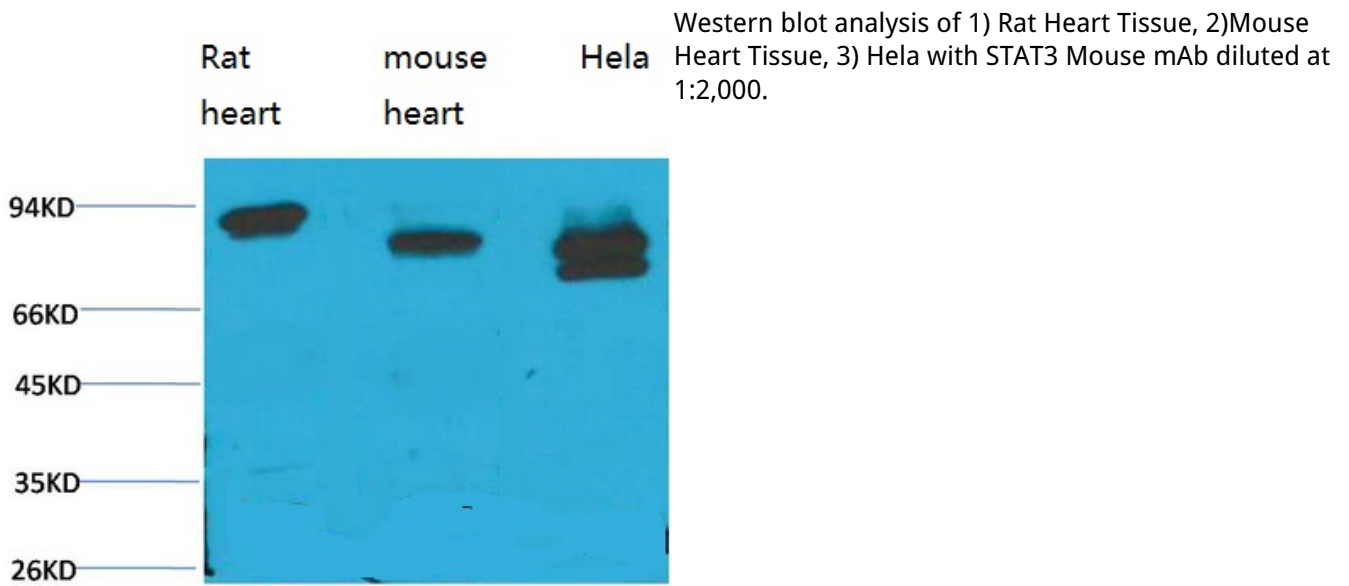 Western blot analysis of 1) Rat Heart Tissue, 2)Mouse
Heart Tissue, 3) Hela with STAT3 Mouse mAb diluted at
1:2,000.
Rat
heart
mouse
heart
Hela
94KD
66KD
45KD
35KD
26KD